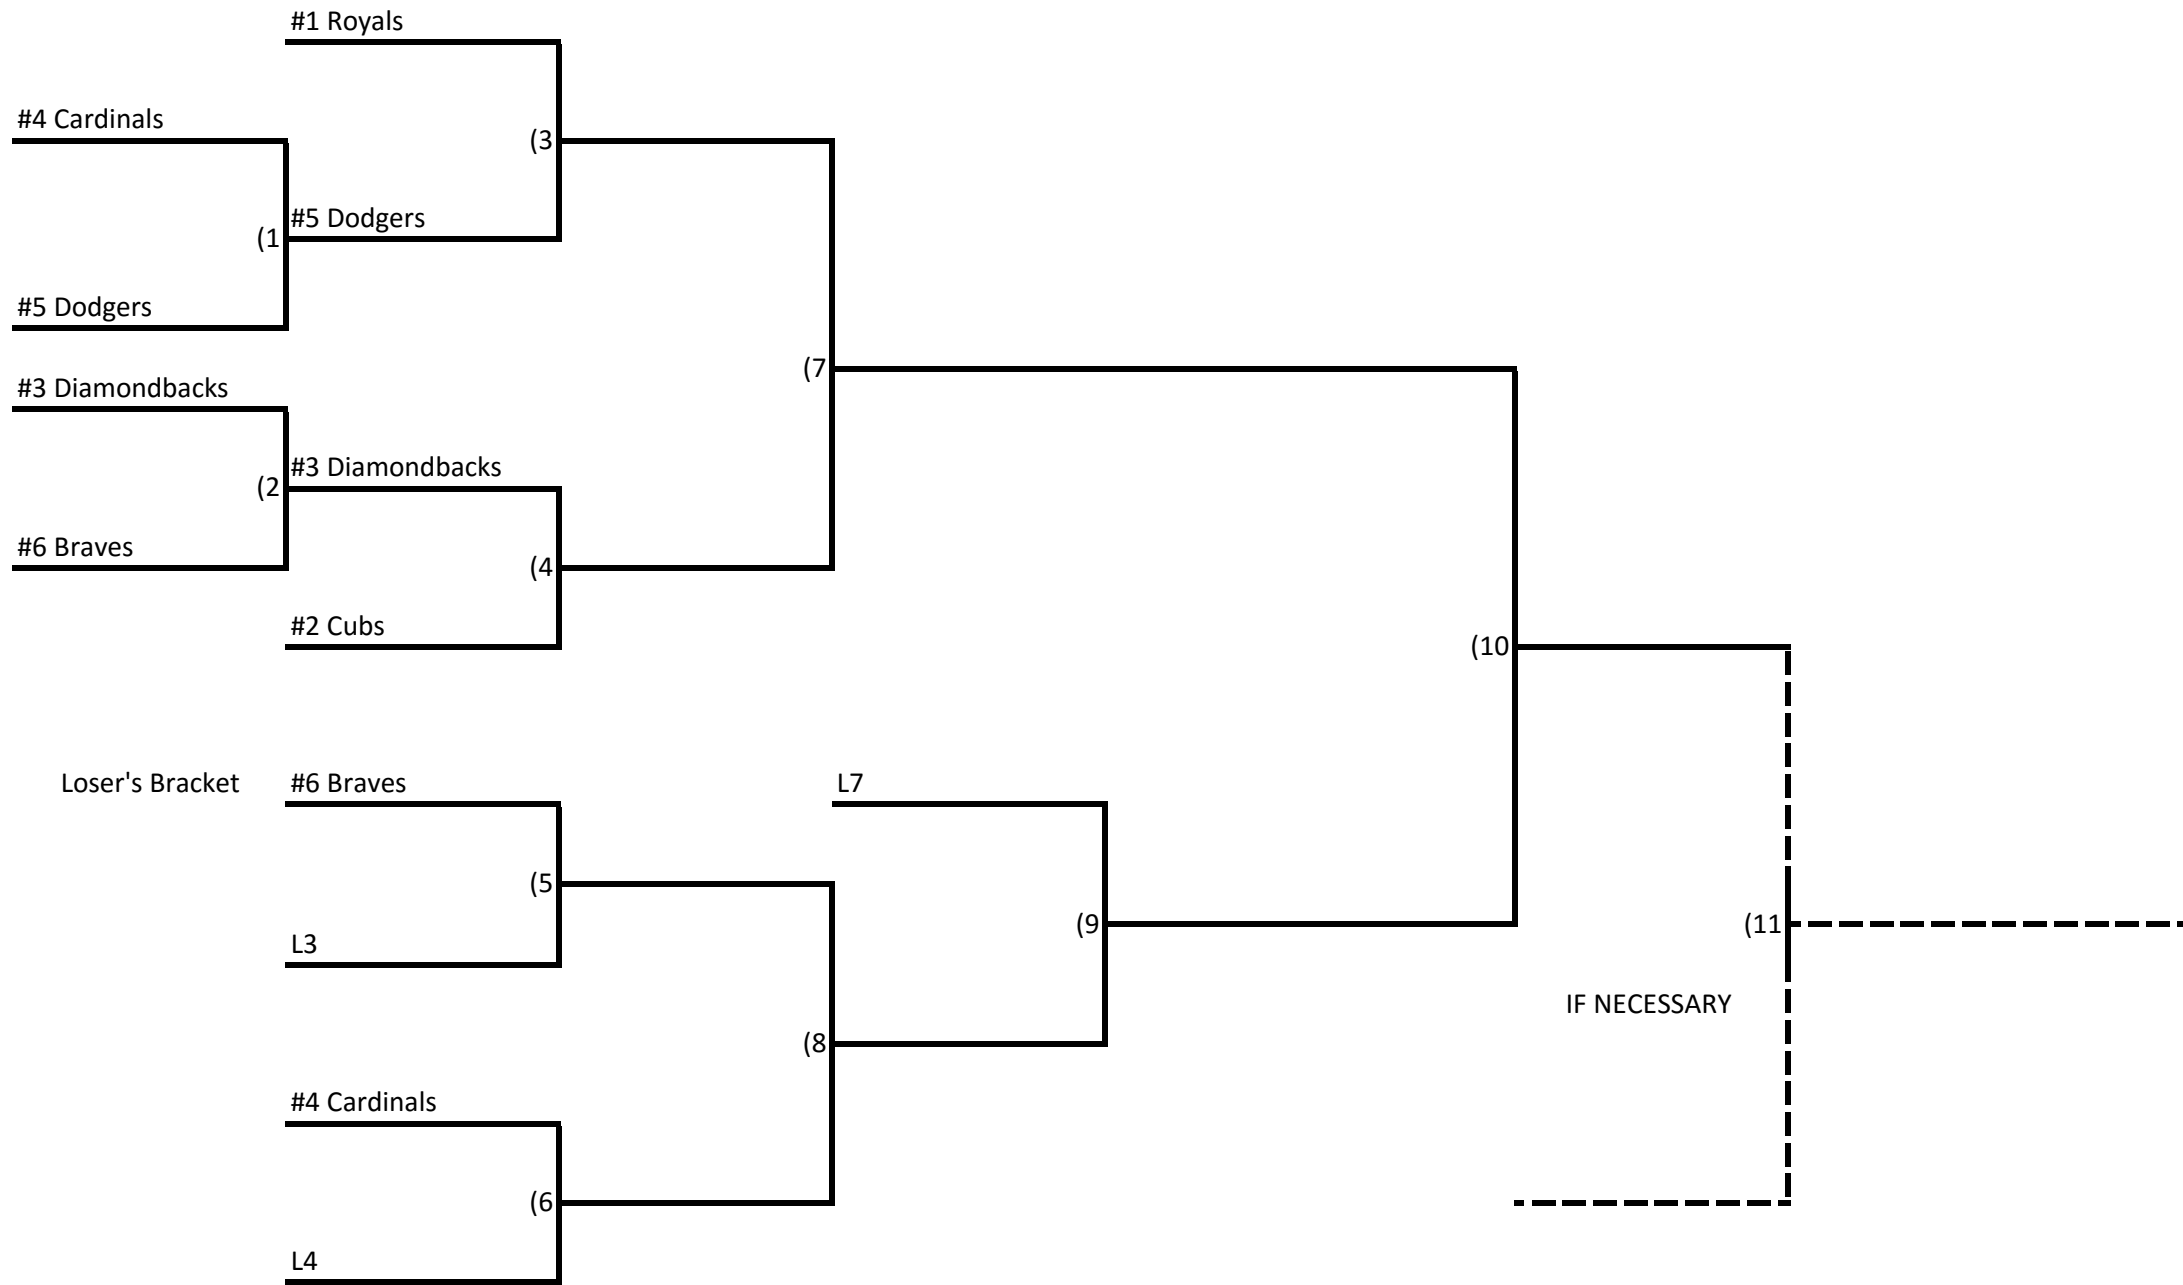 #1 Royals
#4 Cardinals
(3
#5 Dodgers
(1
#5 Dodgers
(7
#3 Diamondbacks
#3 Diamondbacks
(2
#6 Braves
(4
#2 Cubs
(10
Loser's Bracket
#6 Braves
L7
(5
(9
(11
L3
IF NECESSARY
(8
#4 Cardinals
(6
L4